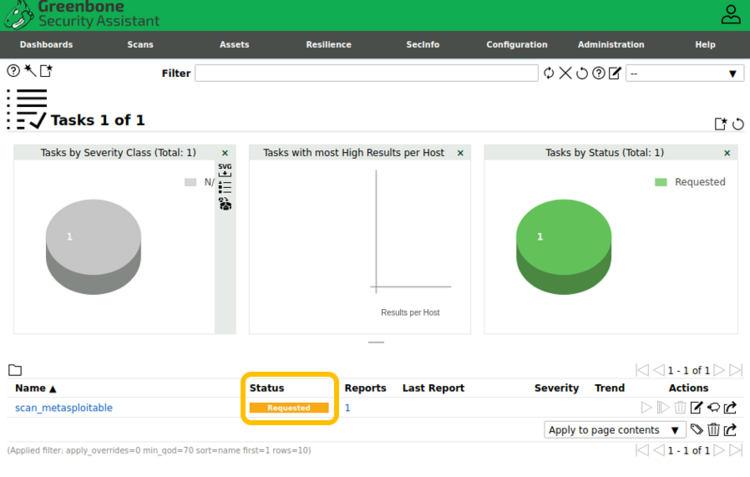 Greenbone
Security Assistant
Dashboards Scans Assets Resilience SecInfo Configuration Administration Help
Filter --
Tasks 1 of 1
Tasks by Severity Class (Total: 1) × Tasks with most High Results per Host × Tasks by Status (Total: 1) ×
SVG
N/ Requested
1 1
Results per Host
1 - 1 of 1
Name ▲ Status Reports Last Report Severity Trend Actions
scan_metasploitable Requested 1
Apply to page contents ▼
(Applied filter: apply_overrides=0 min_qod=70 sort=name first=1 rows=10) 1 - 1 of 1